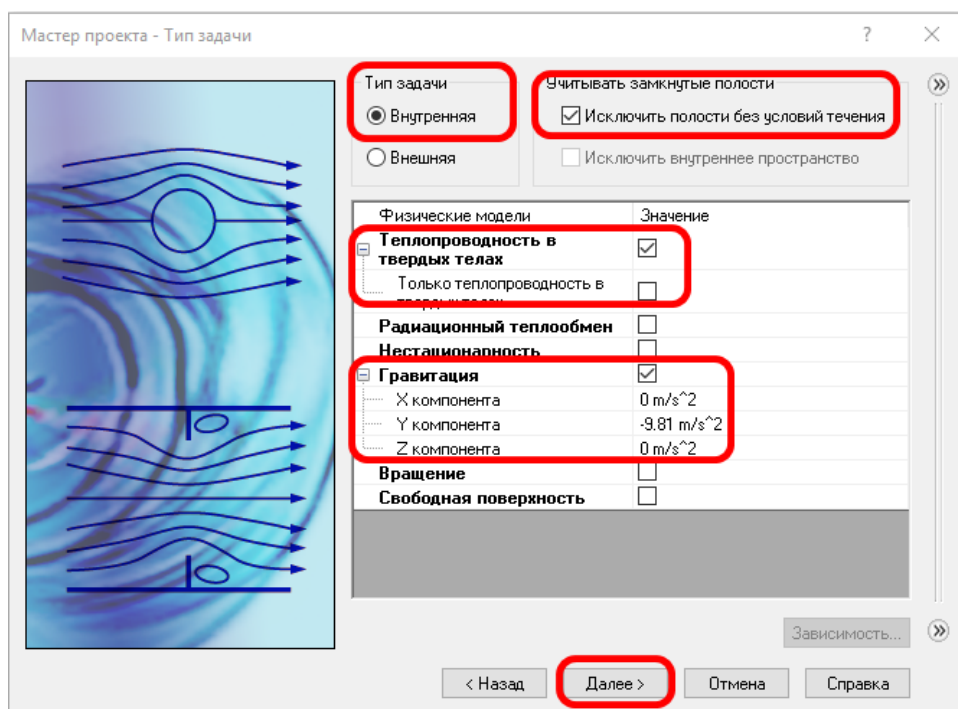 Мастер проекта - Тип задачи ? ×
Тип задачи
Учитывать замкнутые полости
Внутренняя
Исключить полости без условий течения
Внешняя
Исключить внутреннее пространство
Физические модели Значение
Теплопроводность в
твердых телах
Только теплопроводность в
Радиационный теплообмен
Нестационарность
Гравитация
X компонента 0 m/s^2
Y компонента -9.81 m/s^2
Z компонента 0 m/s^2
Вращение
Свободная поверхность
Зависимость...
< Назад Далее > Отмена Справка